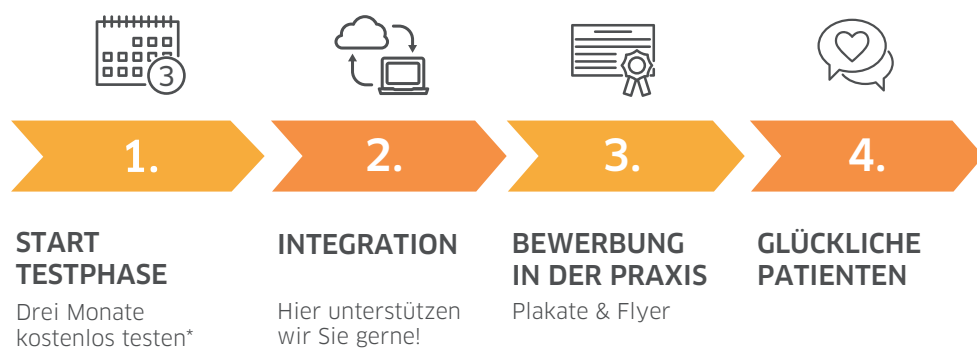 3
1.
2.
3.
4.
START
TESTPHASE
Drei Monate
kostenlos testen*
INTEGRATION
Hier unterstützen
wir Sie gerne!
BEWERBUNG
IN DER PRAXIS
Plakate & Flyer
GLÜCKLICHE
PATIENTEN